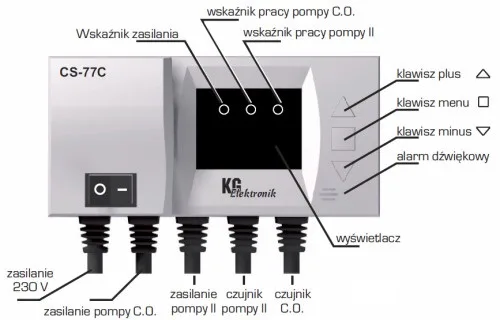 wskaźnik pracy pompy C.O.
Wskaźnik zasilania
wskaźnik pracy pompy II
CS-77C
klawisz plus
klawisz menu
klawisz minus
alarm dźwiękowy
KG
Elektronik
wyświetlacz
zasilanie
230 V
zasilanie pompy C.O.
zasilanie
pompy II
czujnik
pompy II
czujnik
C.O.